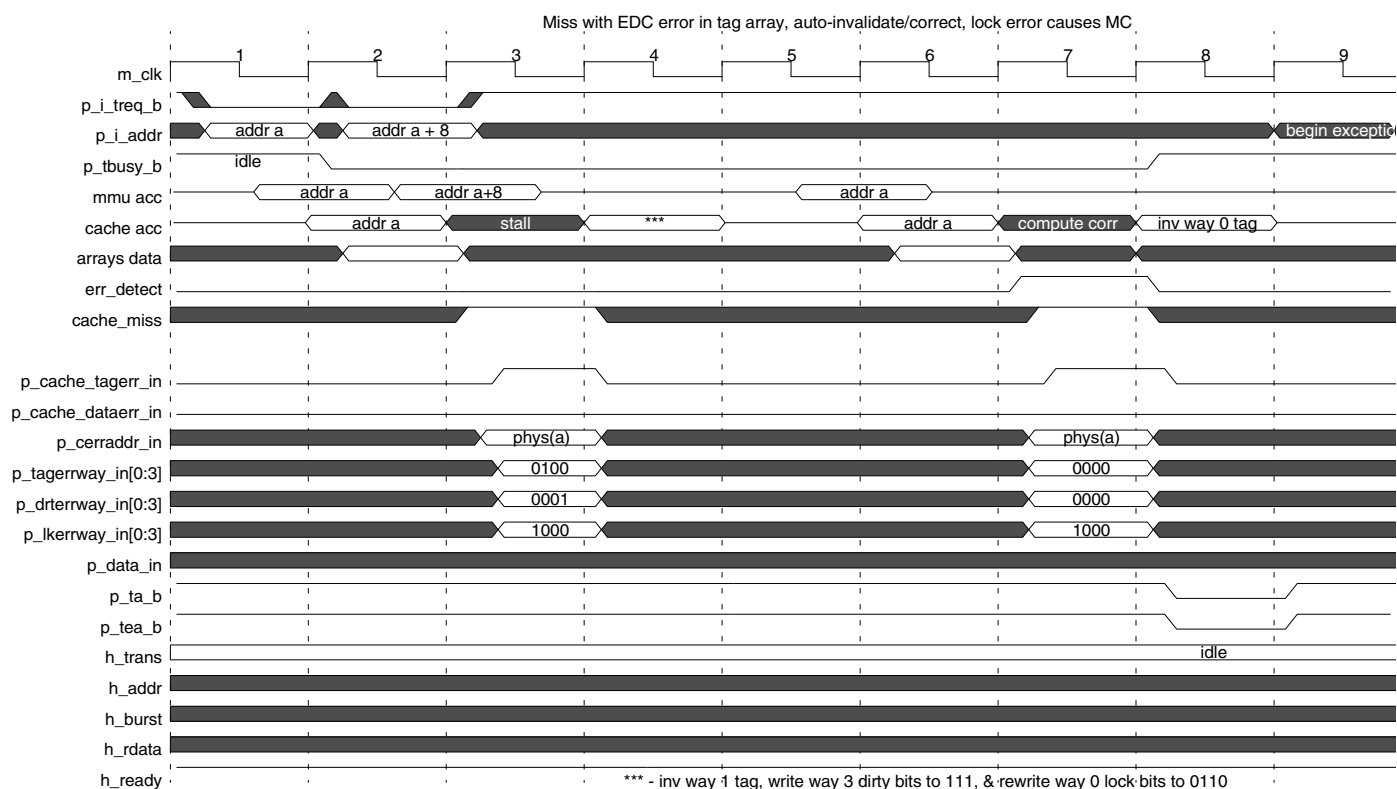 Miss with EDC error in tag array, auto-invalidate/correct, lock error causes MC
1 2 3 4 5 6 7 8 9
m_clk
p_i_treq_b
p_i_addr addr a addr a + 8 begin exceptic
p_tbusy_b idle
mmu acc addr a addr a+8 addr a
cache acc addr a stall *** addr a compute corr inv way 0 tag
arrays data
err_detect
cache_miss
p_cache_tagerr_in
p_cache_dataerr_in
p_cerraddr_in phys(a) phys(a)
p_tagerrway_in[0:3] 0100 0000
p_drterrway_in[0:3] 0001 0000
p_lkerrway_in[0:3] 1000 1000
p_data_in
p_ta_b
p_tea_b
h_trans idle
h_addr
h_burst
h_rdata
h_ready
*** - inv way 1 tag, write way 3 dirty bits to 111, & rewrite way 0 lock bits to 0110